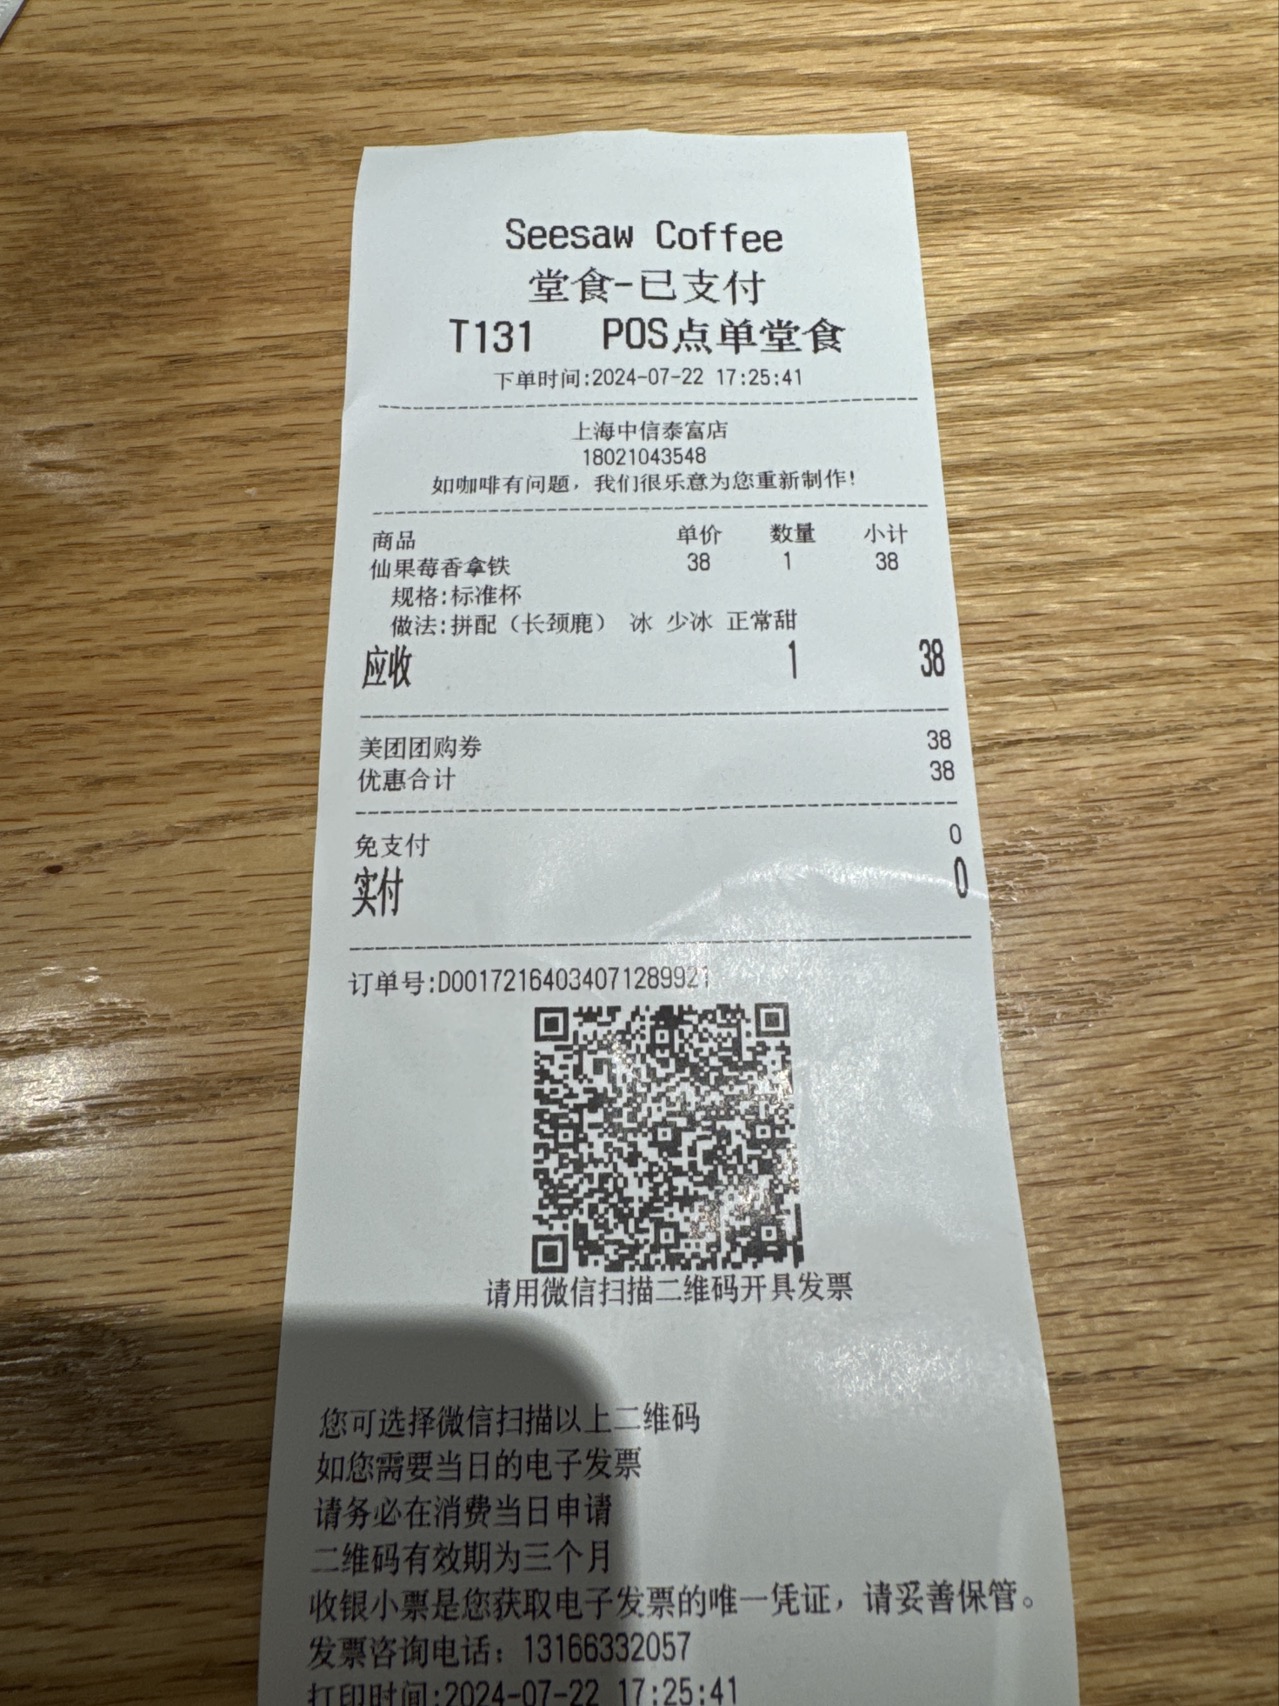 Seesaw Coffee
堂食-已支付
T131 POS点单堂食
下单时间:2024-07-22 17:25:41
上海中信泰富店
18021043548
如咖啡有问题，我们很乐意为您重新制作!
商品 单价 数量 小计
仙果莓香拿铁 38 1 38
规格:标准杯
做法:拼配（长颈鹿） 冰 少冰 正常甜
应收 1 38
美团团购券 38
优惠合计 38
免支付 0
实付 0
订单号:D00172164034071289921
请用微信扫描二维码开具发票
您可选择微信扫描以上二维码
如您需要当日的电子发票
请务必在消费当日申请
二维码有效期为三个月
收银小票是您获取电子发票的唯一凭证，请妥善保管。
发票咨询电话：13166332057
打印时间:2024-07-22 17:25:41